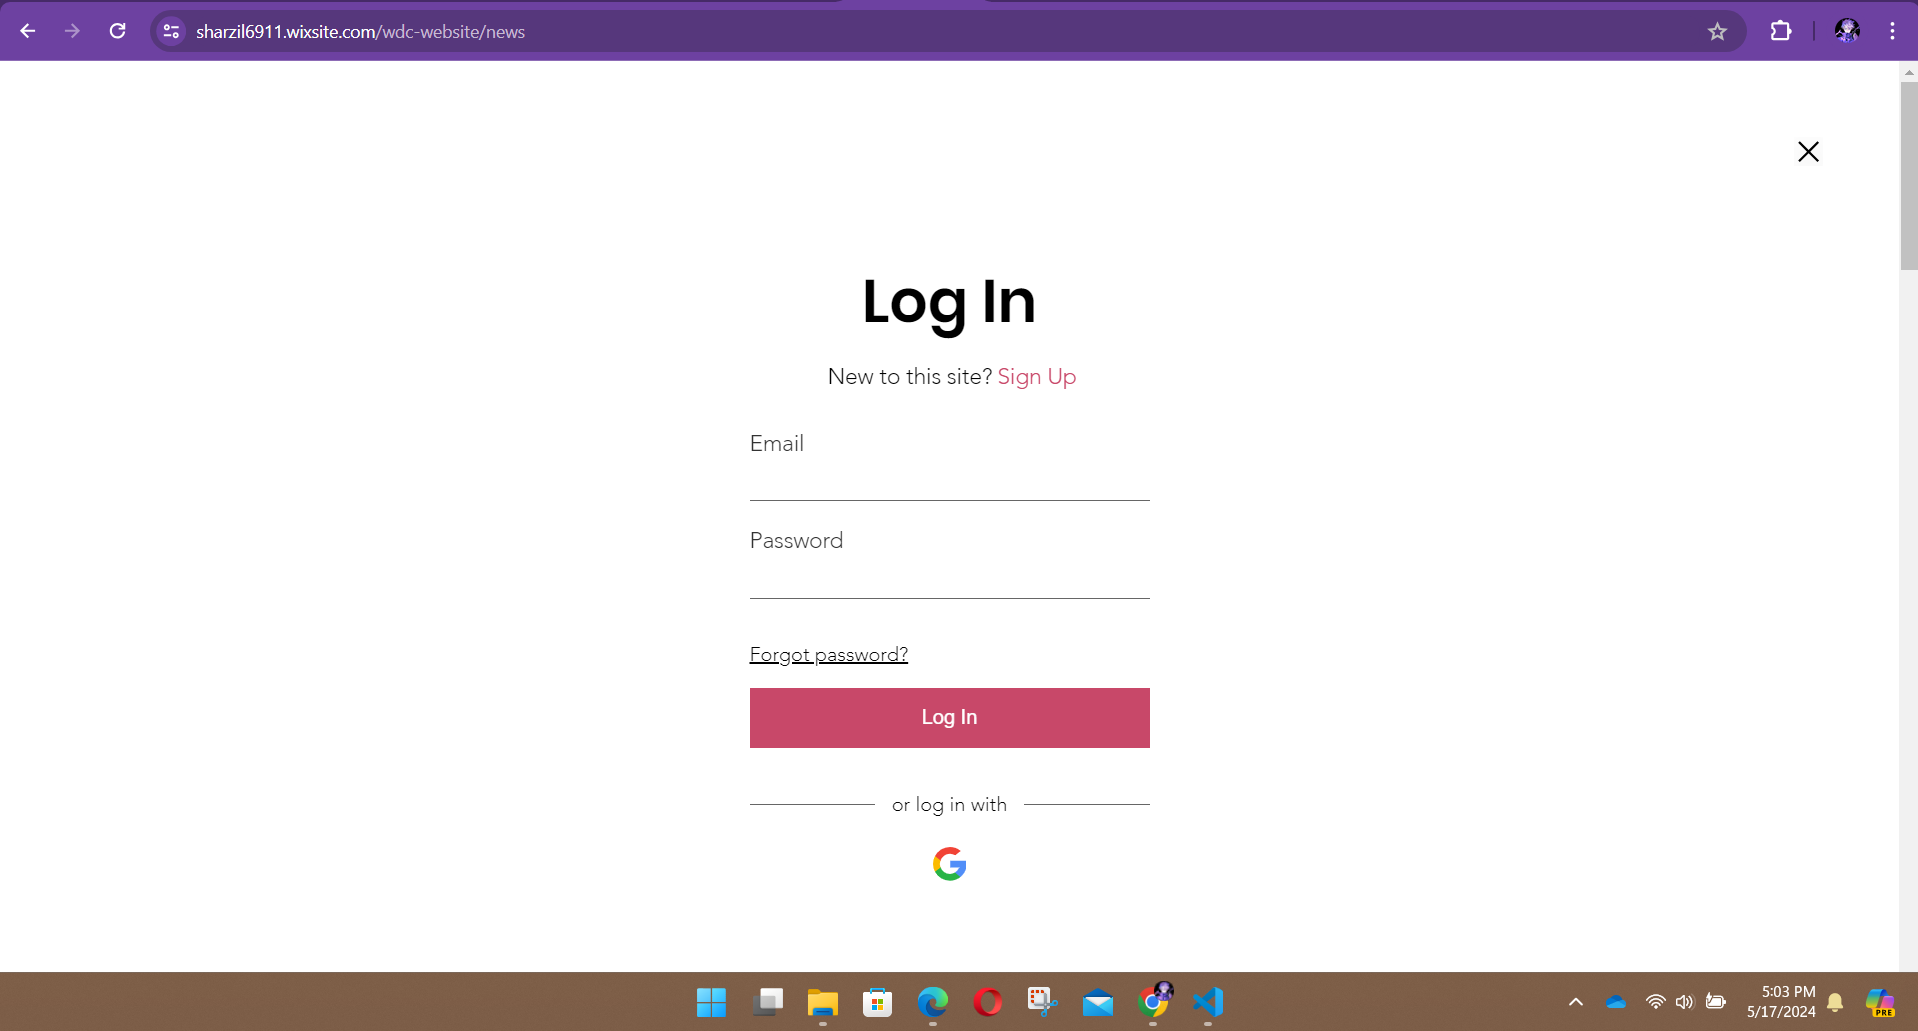 sharzil6911.wixsite.com/wdc-website/news
Log In
New to this site? Sign Up
Email
Password
Forgot password?
Log In
or log in with
5:03 PM
5/17/2024
PRE